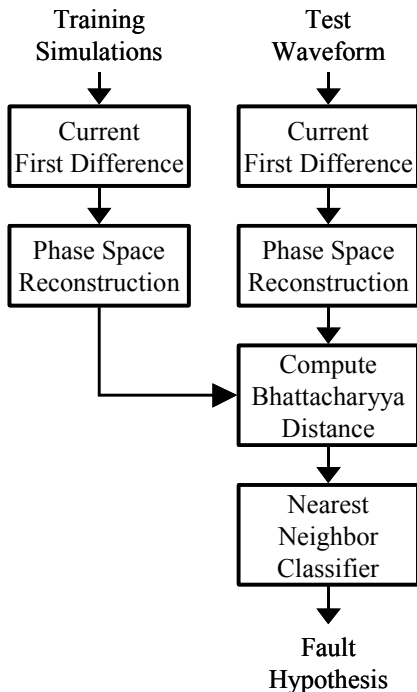 Training
Simulations
Test
Waveform
Current
First Difference
Current
First Difference
Phase Space
Reconstruction
Phase Space
Reconstruction
Compute
Bhattacharyya
Distance
Nearest
Neighbor
Classifier
Fault
Hypothesis